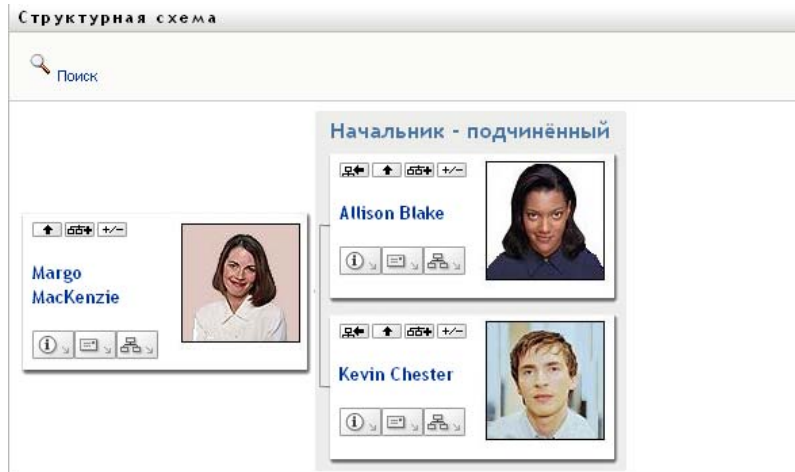 Структурная схема
Поиск
Начальник - подчинённый
Allison Blake
Margo
MacKenzie
Kevin Chester